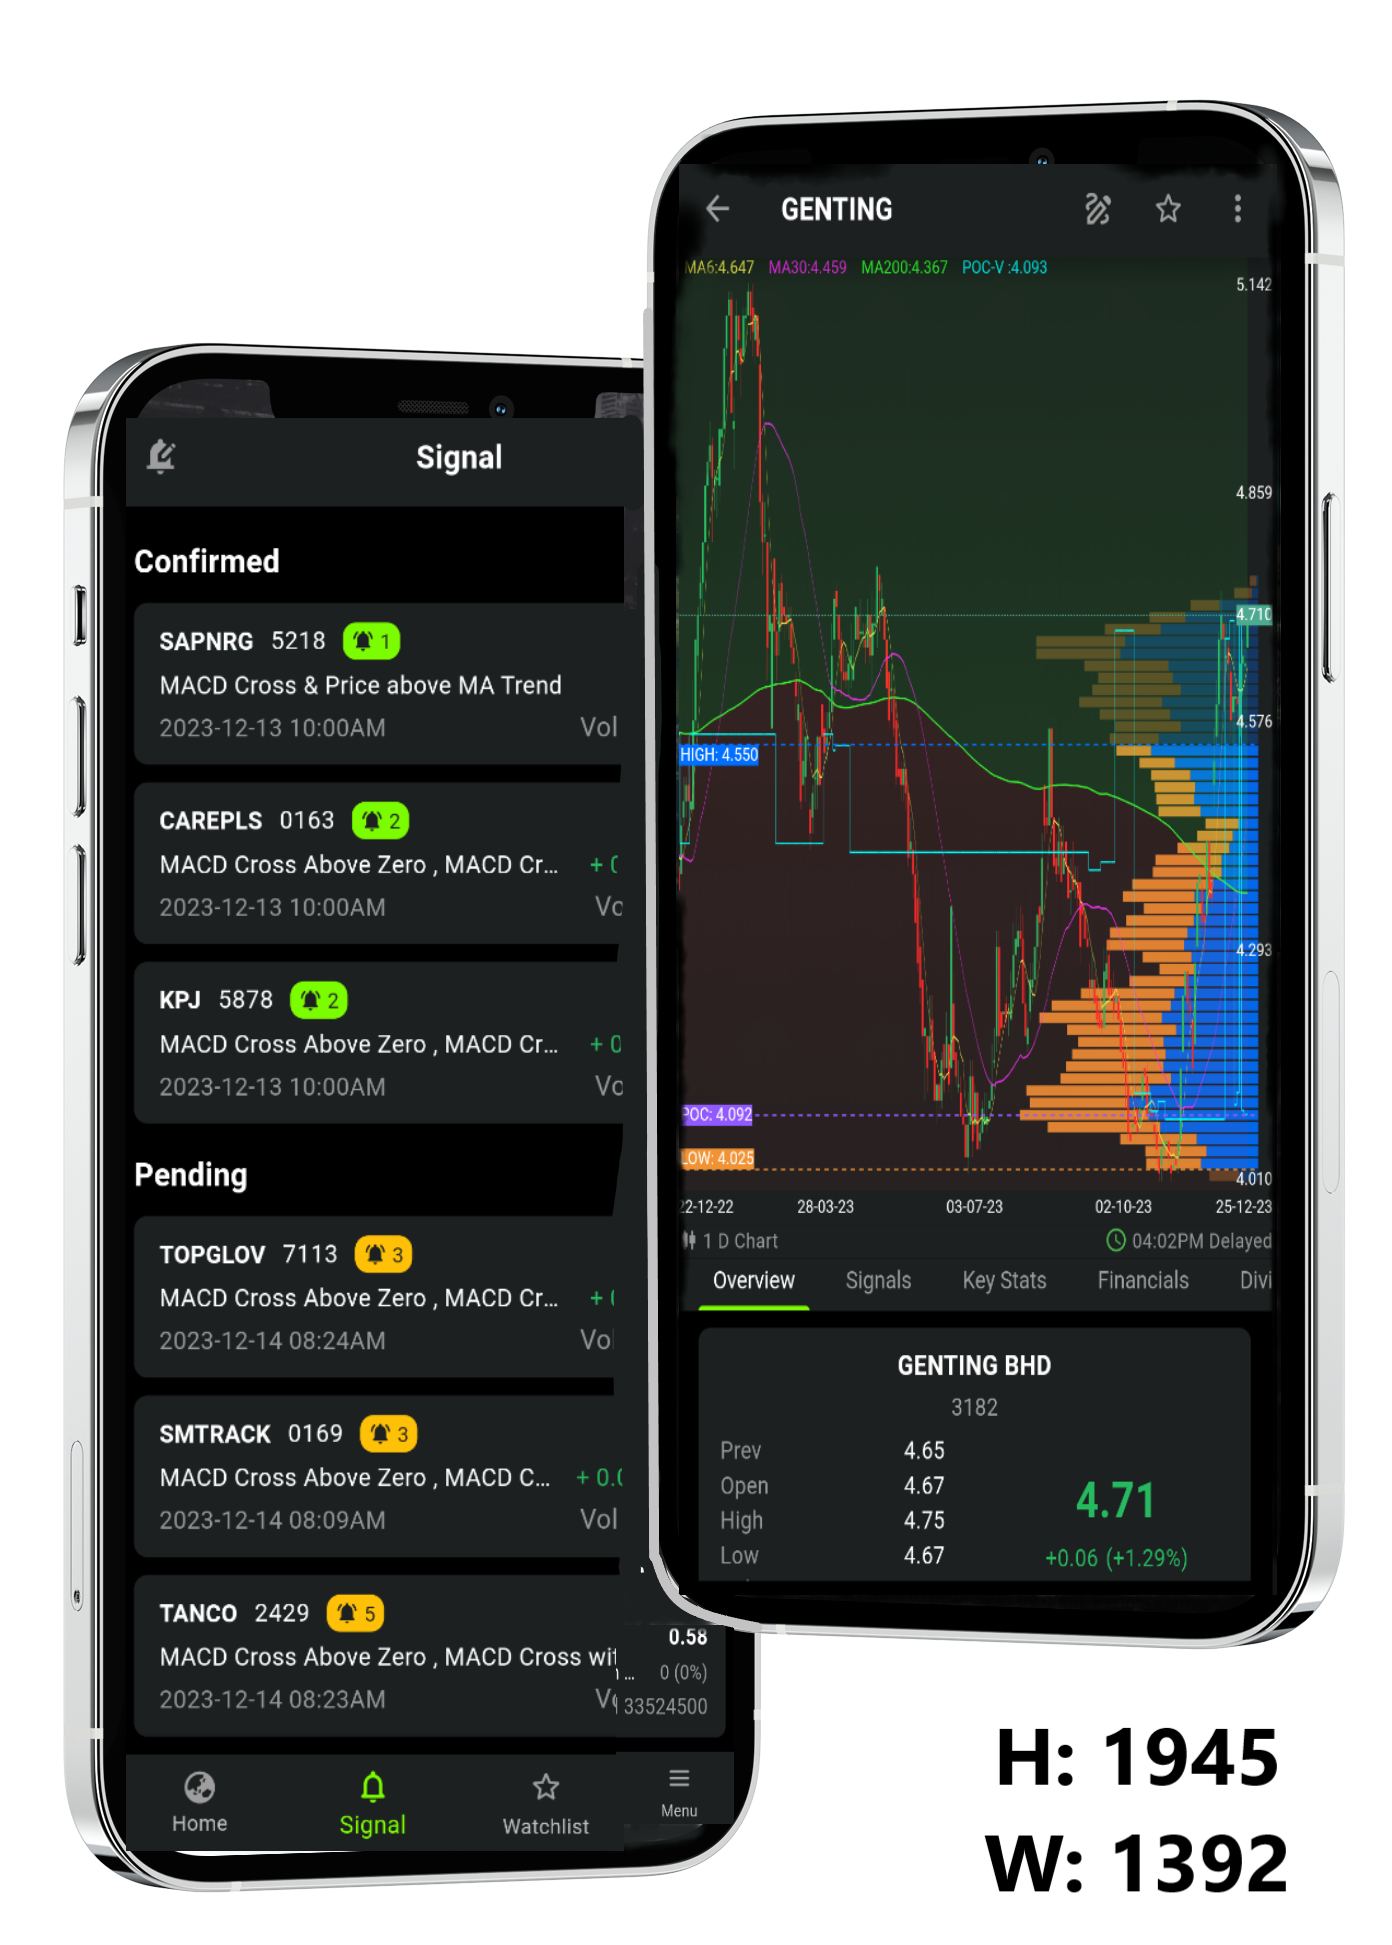 Signal
Confirmed
SAPNRG 5218 1
MACD Cross & Price above MA Trend
2023-12-13 10:00AM Vol
CAREPLS 0163 2
MACD Cross Above Zero , MACD Cr... +
2023-12-13 10:00AM
KPJ 5878 2
MACD Cross Above Zero , MACD Cr... + 0
2023-12-13 10:00AM
Pending
TOPGLOV 7113 3
MACD Cross Above Zero , MACD Cr... +
2023-12-14 08:24AM Vol
SMTRACK 0169 3
MACD Cross Above Zero , MACD C... + 0.0
2023-12-14 08:09AM Vol
TANCO 2429 5
MACD Cross Above Zero , MACD Cross wit
2023-12-14 08:23AM
0.58
... 0 (0%)
33524500
Home
Signal
Watchlist
Menu
GENTING
MA6:4.647 MA30:4.459 MA200:4.367 POC-V :4.093
5.142
4.859
4.710
4.576
HIGH: 4.550
4.293
POC: 4.092
LOW: 4.025
4.010
22-12-22 28-03-23 03-07-23 02-10-23 25-12-23
1 D Chart 04:02PM Delayed
Overview Signals Key Stats Financials Divi
GENTING BHD
3182
Prev 4.65
Open 4.67
High 4.75
Low 4.67
4.71
+0.06 (+1.29%)
H: 1945
W: 1392